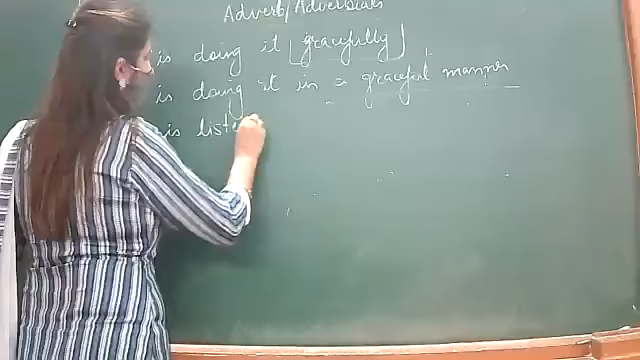 Adverb/Adverbials
is doing it [gracefully]
is doing it in a graceful manner
is liste